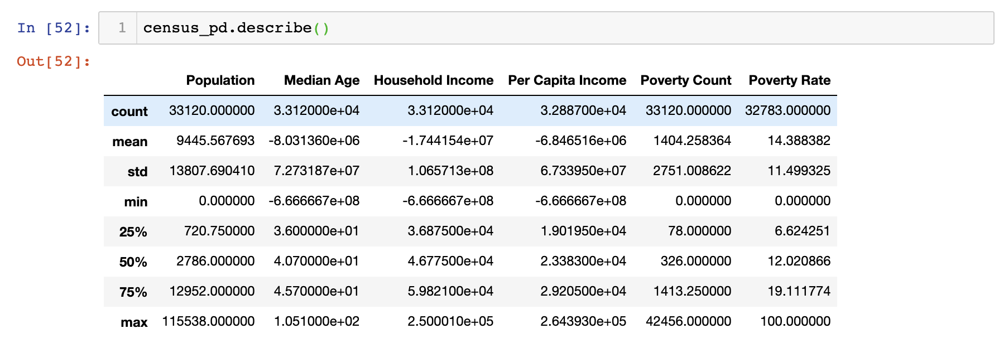 In [52]: 1 census_pd.describe()
Out[52]:
Population Median Age Household Income Per Capita Income Poverty Count Poverty Rate
count 33120.000000 3.312000e+04 3.312000e+04 3.288700e+04 33120.000000 32783.000000
mean 9445.567693 -8.031360e+06 -1.744154e+07 -6.846516e+06 1404.258364 14.388382
std 13807.690410 7.273187e+07 1.065713e+08 6.733950e+07 2751.008622 11.499325
min 0.000000 -6.666667e+08 -6.666667e+08 -6.666667e+08 0.000000 0.000000
25% 720.750000 3.600000e+01 3.687500e+04 1.901950e+04 78.000000 6.624251
50% 2786.000000 4.070000e+01 4.677500e+04 2.338300e+04 326.000000 12.020866
75% 12952.000000 4.570000e+01 5.982100e+04 2.920500e+04 1413.250000 19.111774
max 115538.000000 1.051000e+02 2.500010e+05 2.643930e+05 42456.000000 100.000000